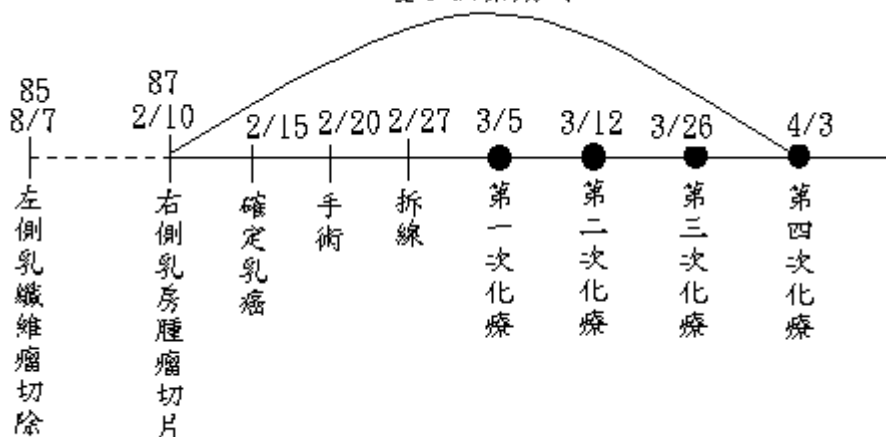 85
8/7
87
2/10
2/15
2/20
2/27
3/5
3/12
3/26
4/3
左側乳纖維瘤切除
右側乳房腫瘤切片
確定乳癌
手術
拆線
第一次化療
第二次化療
第三次化療
第四次化療